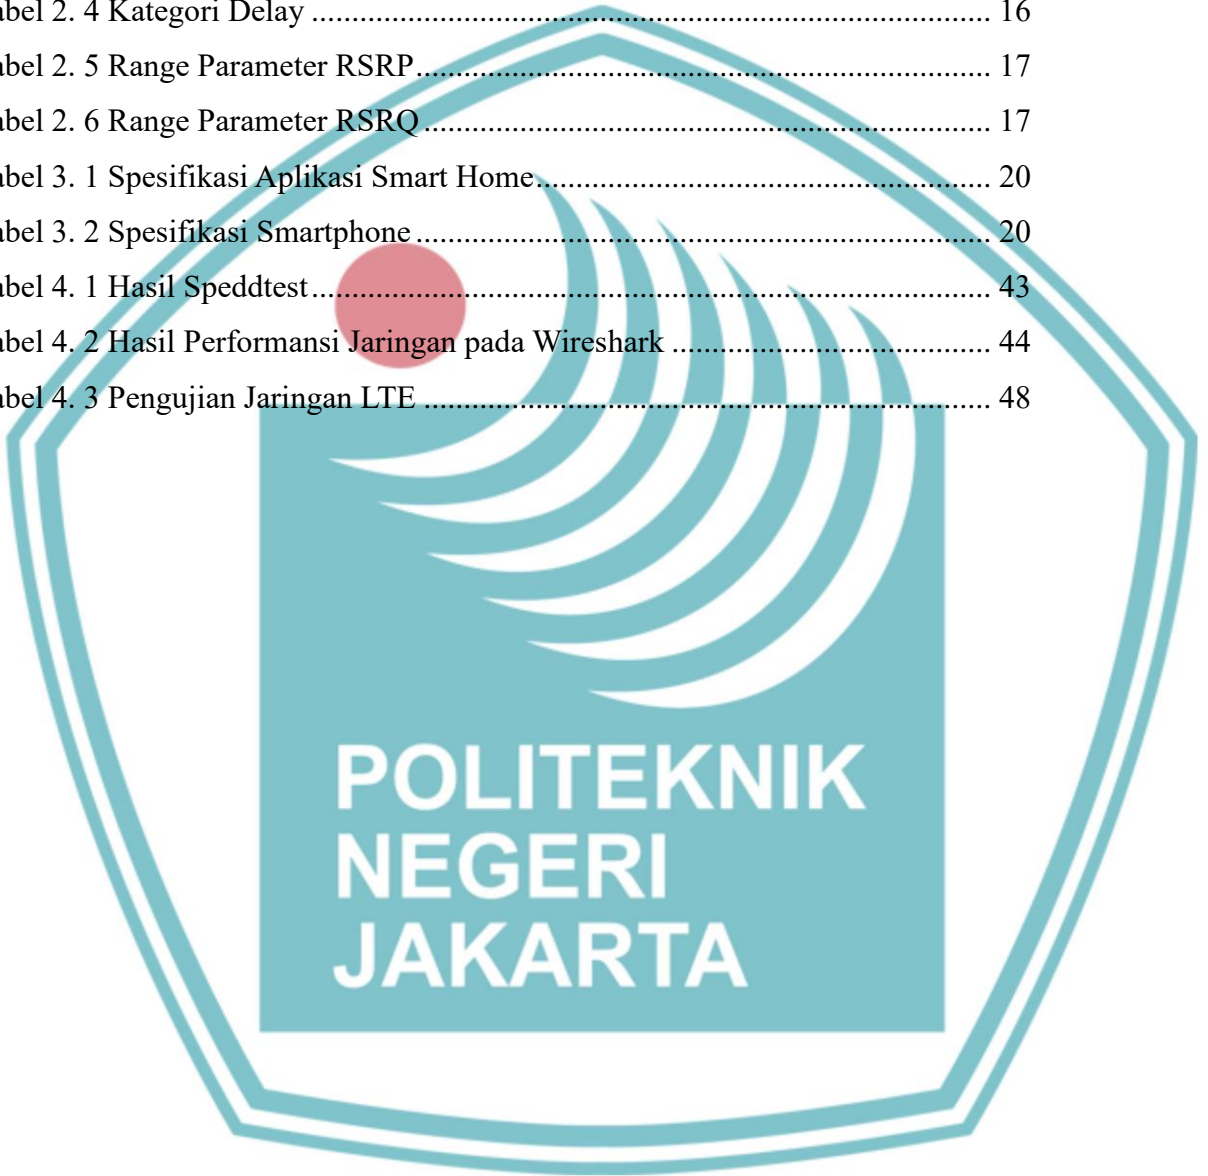 abel 2. 4 Kategori Delay ..................................................................................... 16
abel 2. 5 Range Parameter RSRP........................................................................ 17
abel 2. 6 Range Parameter RSRQ....................................................................... 17
abel 3. 1 Spesifikasi Aplikasi Smart Home......................................................... 20
abel 3. 2 Spesifikasi Smartphone........................................................................ 20
abel 4. 1 Hasil Speddtest..................................................................................... 43
abel 4. 2 Hasil Performansi Jaringan pada Wireshark ........................................ 44
abel 4. 3 Pengujian Jaringan LTE ....................................................................... 48
POLITEKNIK
NEGERI
JAKARTA